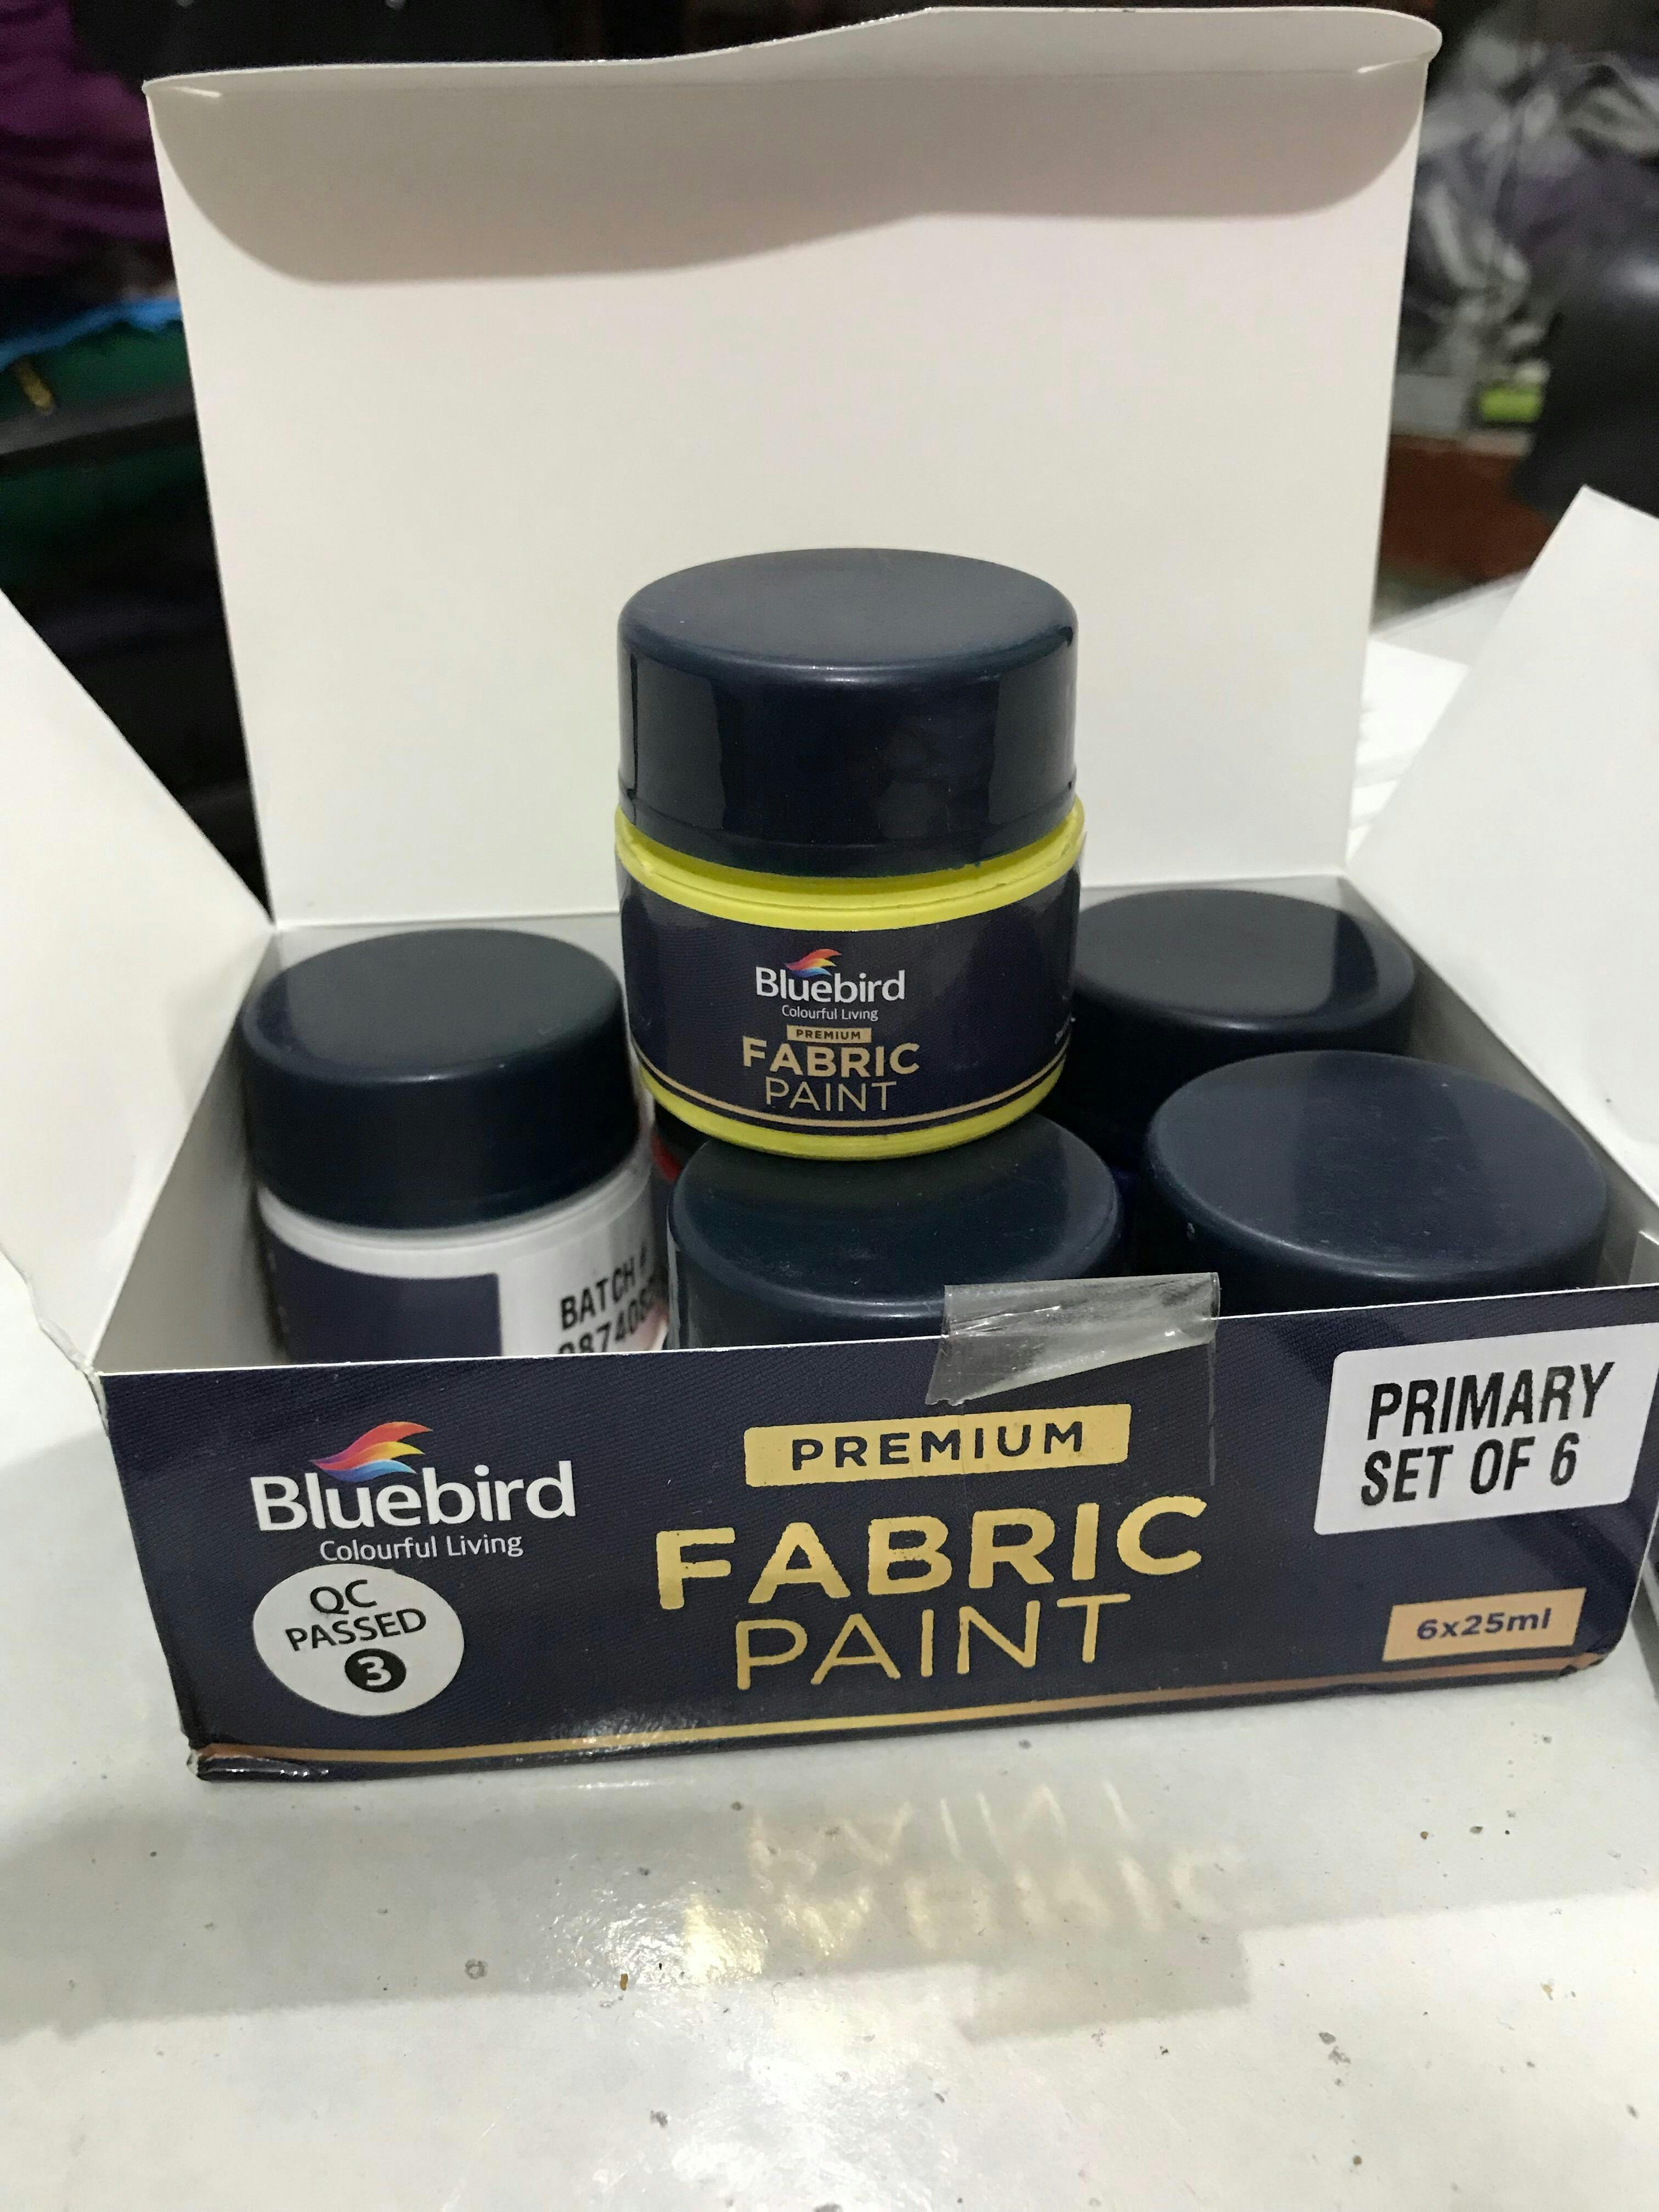 Bluebird
Colourful Living
PREMIUM
FABRIC
PAINT
BATCH #
Bluebird
Colourful Living
QC
PASSED
3
PREMIUM
FABRIC
PAINT
PRIMARY
SET OF 6
6x25ml